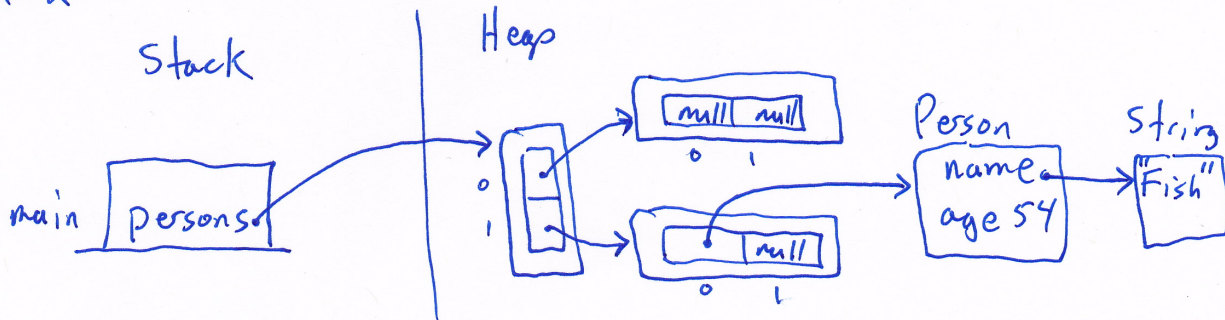 Stack
Heap
null null
0 1
Person
String
name
"Fish"
age 54
0
1
main persons
null
0 1